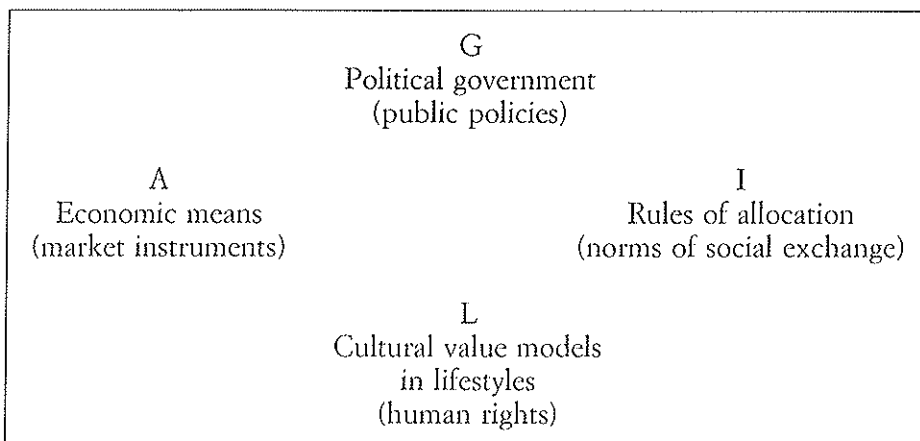 G
Political government
(public policies)
A
Economic means
(market instruments)
I
Rules of allocation
(norms of social exchange)
L
Cultural value models
in lifestyles
(human rights)